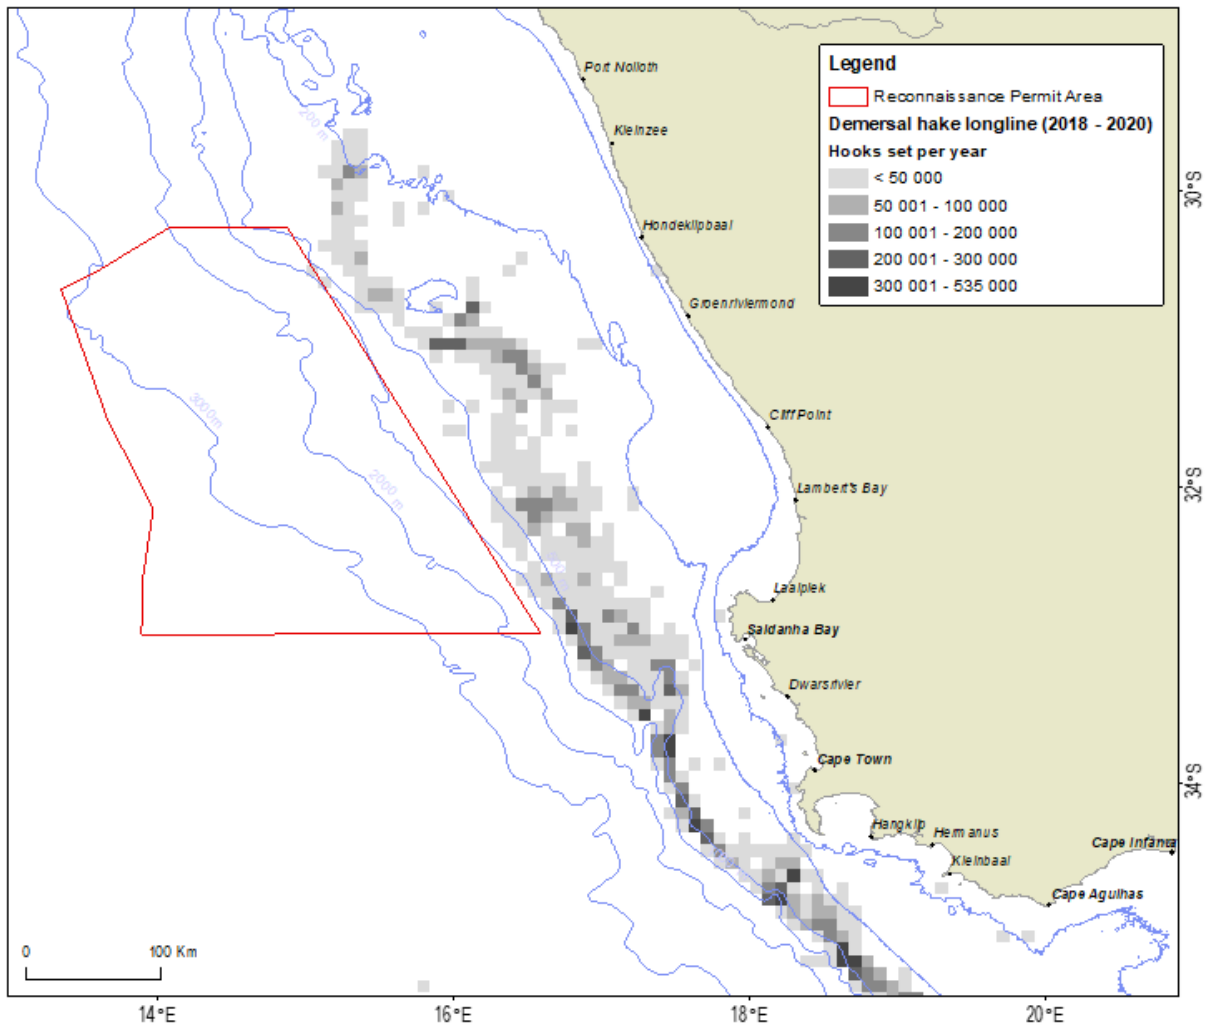 Port Nolloth
200 m
Kleinzee
Hondeklipbaai
Groenriviermond
3000m
Cliff Point
2000 m
Lambert's Bay
Laaiplek
Saldanha Bay
Dwarsrivier
Cape Town
Hangklip
Hermanus
Cape Infanta
Kleinbaai
Cape Agulhas
Legend
Reconnaissance Permit Area
Demersal hake longline (2018 - 2020)
Hooks set per year
< 50 000
50 001 - 100 000
100 001 - 200 000
200 001 - 300 000
300 001 - 535 000
30°S
32°S
34°S
0 100 Km
14°E 16°E 18°E 20°E